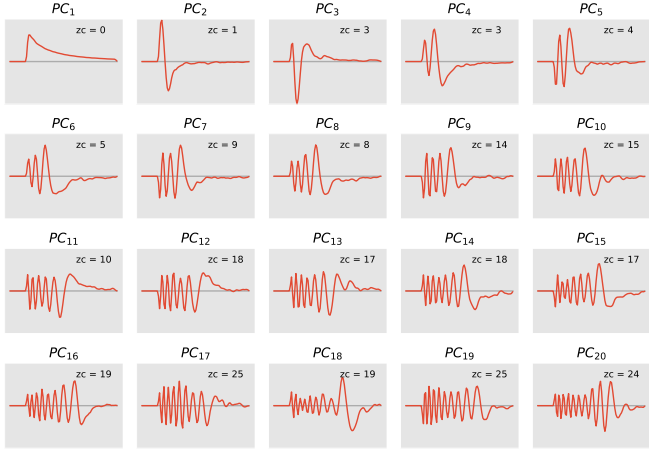 PC1 PC2 PC3 PC4 PC5
zc = 0 zc = 1 zc = 3 zc = 3 zc = 4
PC6 PC7 PC8 PC9 PC10
zc = 5 zc = 9 zc = 8 zc = 14 zc = 15
PC11 PC12 PC13 PC14 PC15
zc = 10 zc = 18 zc = 17 zc = 18 zc = 17
PC16 PC17 PC18 PC19 PC20
zc = 19 zc = 25 zc = 19 zc = 25 zc = 24